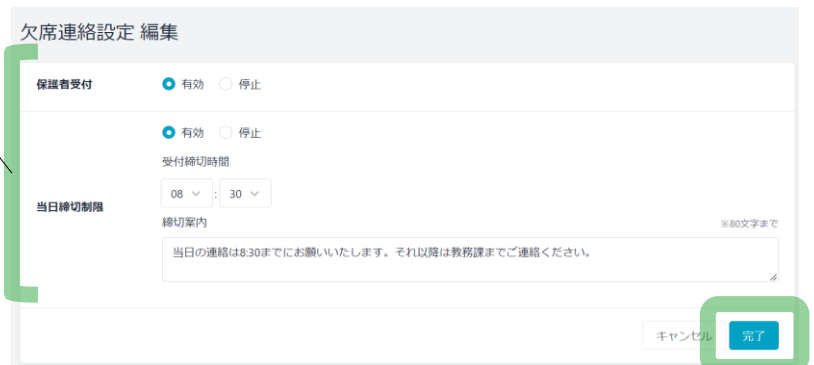 欠席連絡設定 編集
保護者受付 有効 停止
有効 停止
受付締切時間
08 : 30
当日締切制限
締切案内 ※80文字まで
当日の連絡は8:30までにお願いいたします。それ以降は教務課までご連絡ください。
キャンセル 完了